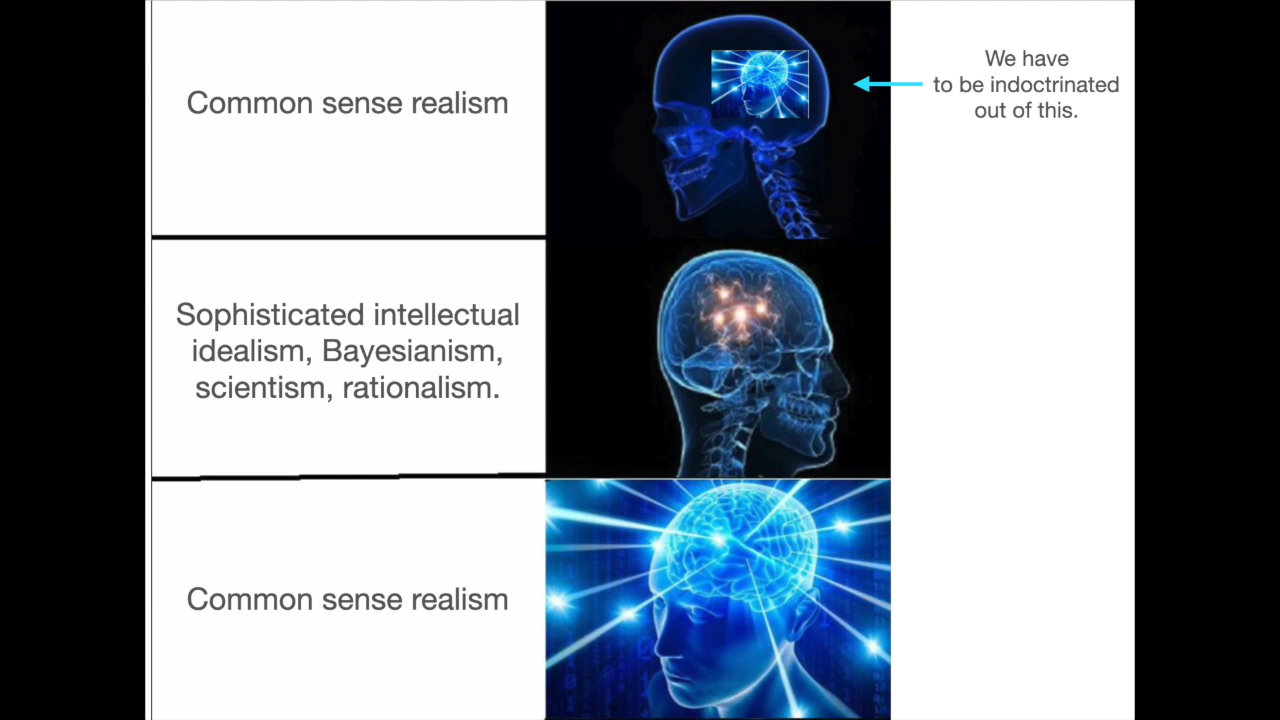 Common sense realism
We have
to be indoctrinated
out of this.
Sophisticated intellectual
idealism, Bayesianism,
scientism, rationalism.
Common sense realism